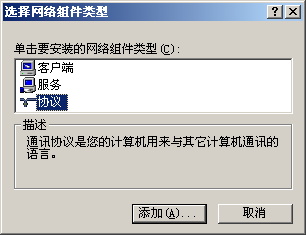 选择网络组件类型
单击要安装的网络组件类型(C):
客户端
服务
协议
描述
通讯协议是您的计算机用来与其它计算机通讯的
语言。
添加(A)...
取消